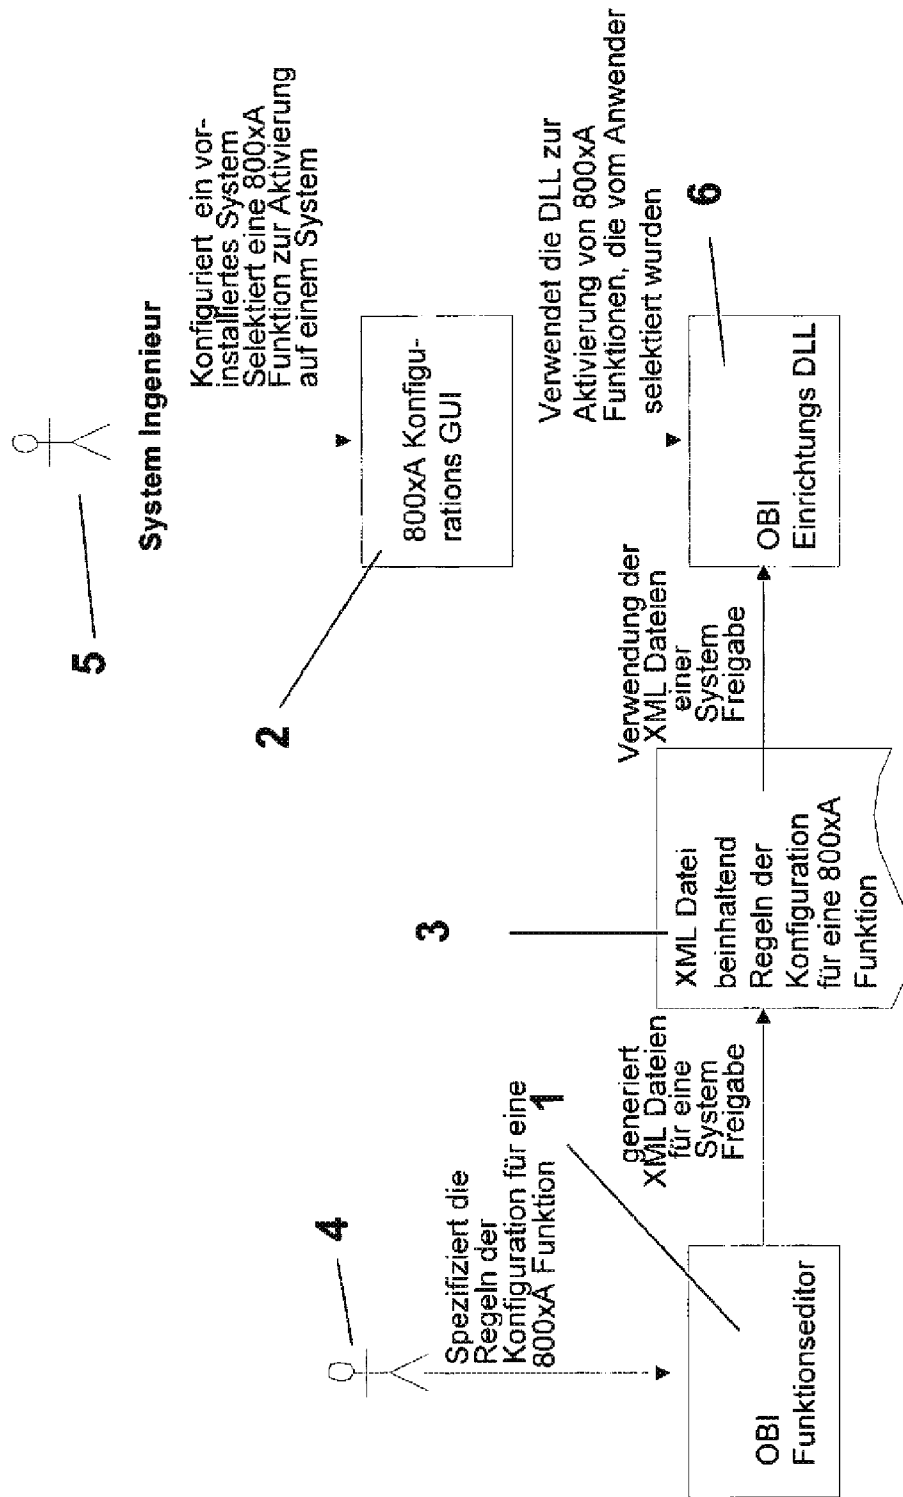 5
System Ingenieur
Konfiguriert ein vor-
installiertes System
Selektiert eine 800xA
Funktion zur Aktivierung
auf einem System
2
800xA Konfigu-
rations GUI
Verwendet die DLL zur
Aktivierung von 800xA
Funktionen, die vom Anwender
selektiert wurden
6
OBI
Einrichtungs DLL
Verwendung der
XML Dateien
einer
System
Freigabe
3
XML Datei
beinhaltend
Regeln der
Konfiguration
für eine 800xA
Funktion
generiert
XML Dateien
für eine
System
Freigabe
4
Spezifiziert die
Regeln der
Konfiguration für eine
800xA Funktion
1
OBI
Funktionseditor